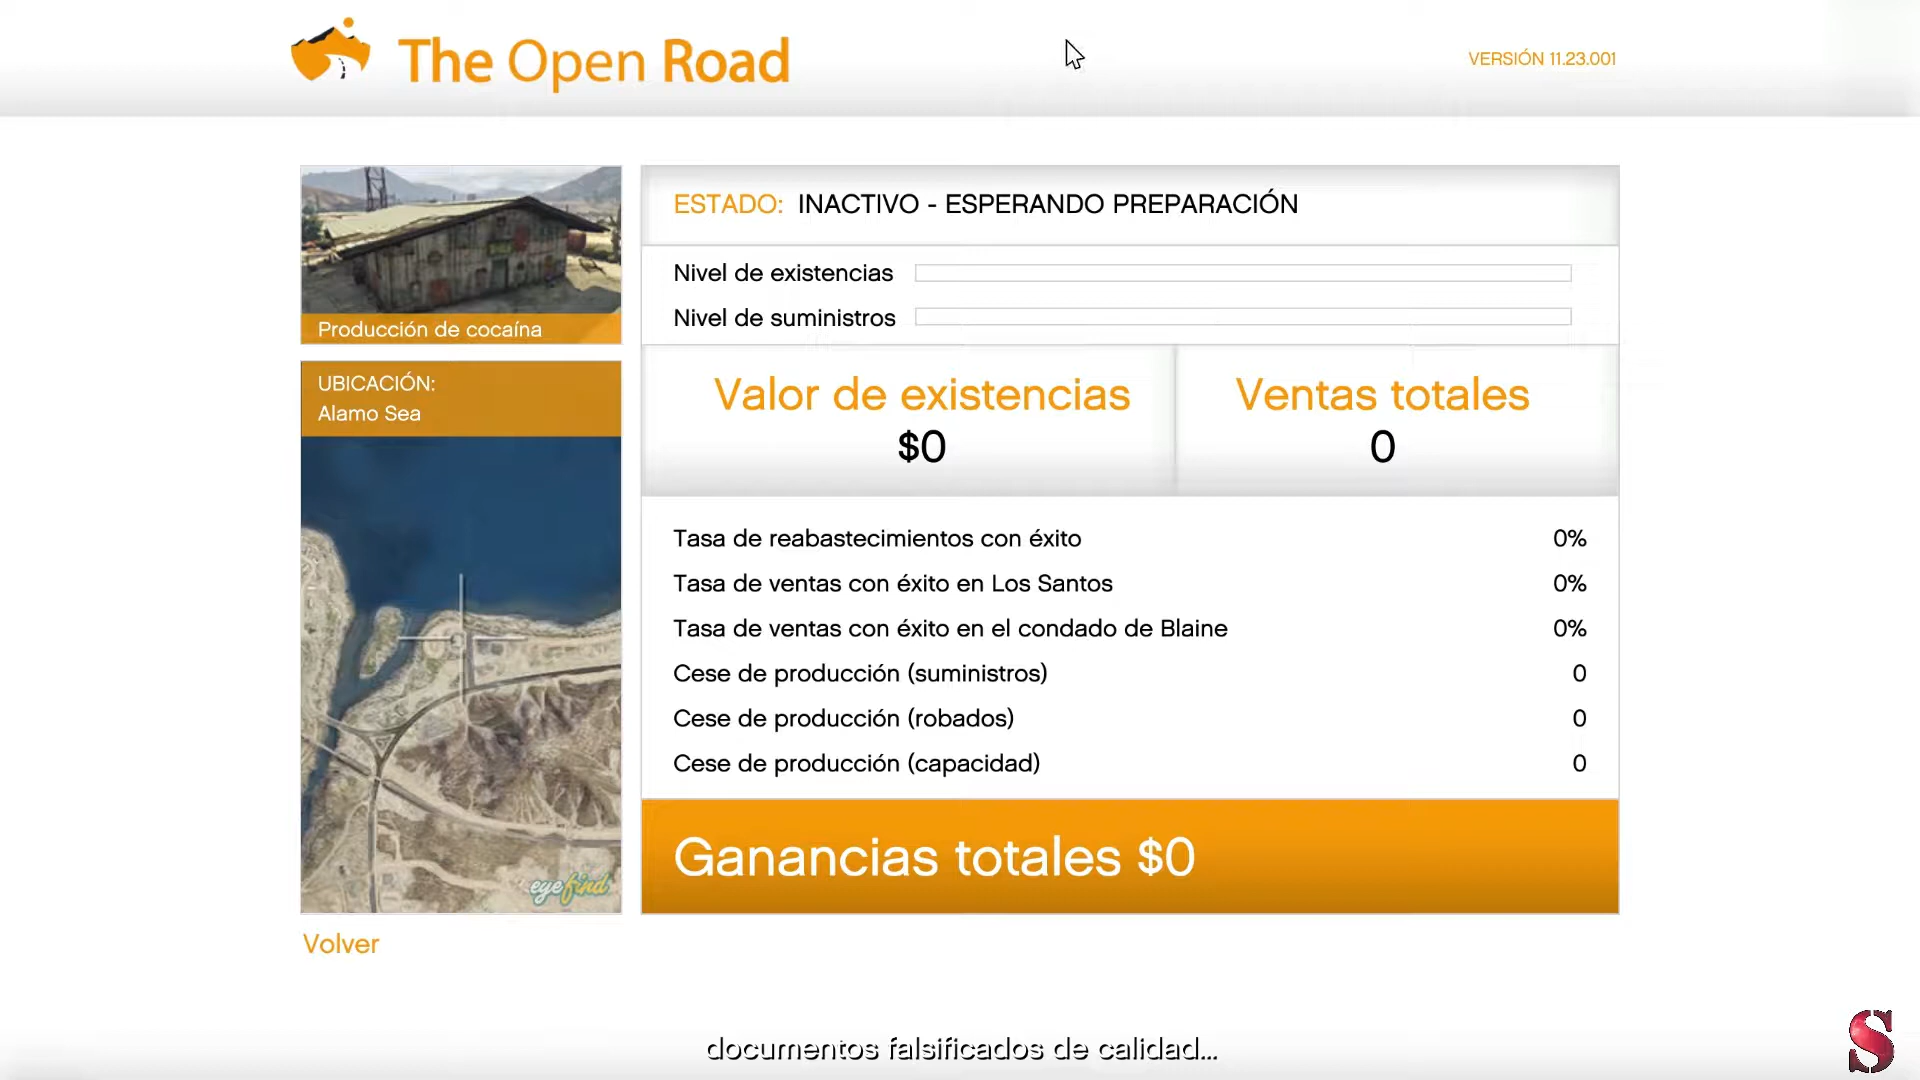 The Open Road
VERSIÓN 11.23.001
Producción de cocaína
UBICACIÓN:
Alamo Sea
eyefind
Volver
ESTADO: INACTIVO - ESPERANDO PREPARACIÓN
Nivel de existencias
Nivel de suministros
Valor de existencias
$0
Ventas totales
0
Tasa de reabastecimientos con éxito 0%
Tasa de ventas con éxito en Los Santos 0%
Tasa de ventas con éxito en el condado de Blaine 0%
Cese de producción (suministros) 0
Cese de producción (robados) 0
Cese de producción (capacidad) 0
Ganancias totales $0
documentos falsificados de calidad...
S